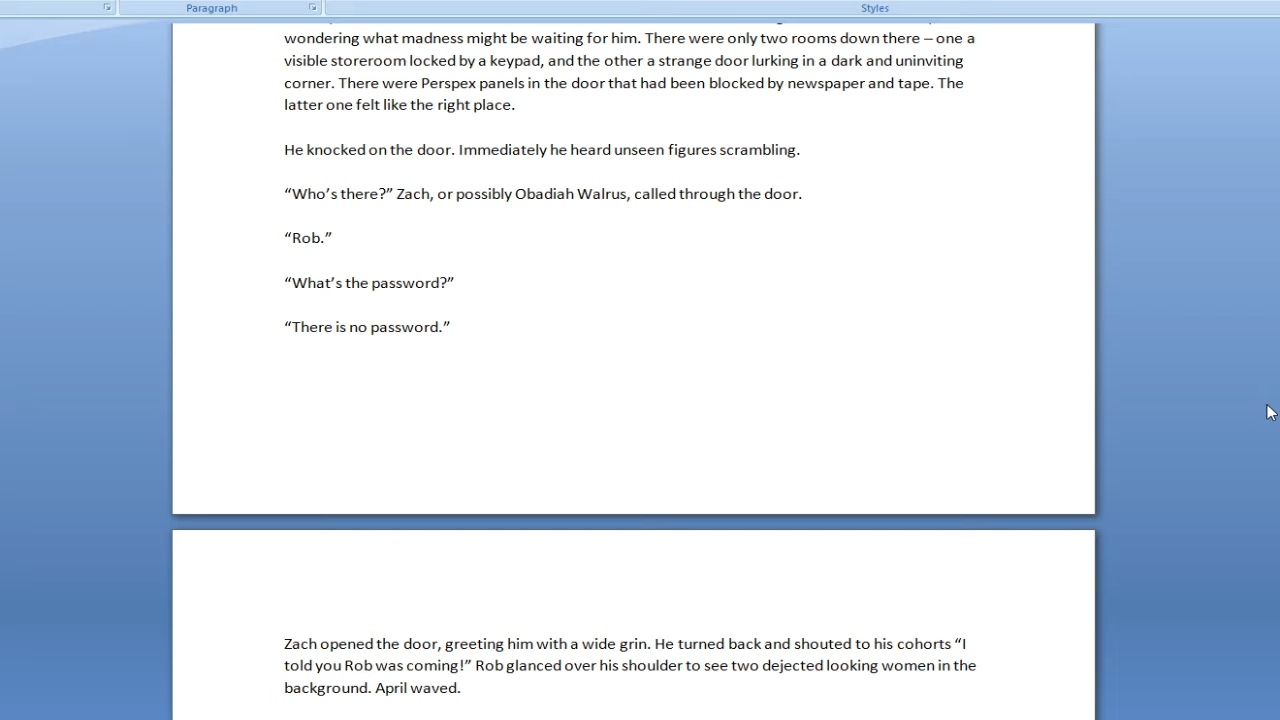 Paragraph
Styles
wondering what madness might be waiting for him. There were only two rooms down there – one a
visible storeroom locked by a keypad, and the other a strange door lurking in a dark and uninviting
corner. There were Perspex panels in the door that had been blocked by newspaper and tape. The
latter one felt like the right place.
He knocked on the door. Immediately he heard unseen figures scrambling.
“Who’s there?” Zach, or possibly Obadiah Walrus, called through the door.
“Rob.”
“What’s the password?”
“There is no password.”
Zach opened the door, greeting him with a wide grin. He turned back and shouted to his cohorts “I
told you Rob was coming!” Rob glanced over his shoulder to see two dejected looking women in the
background. April waved.